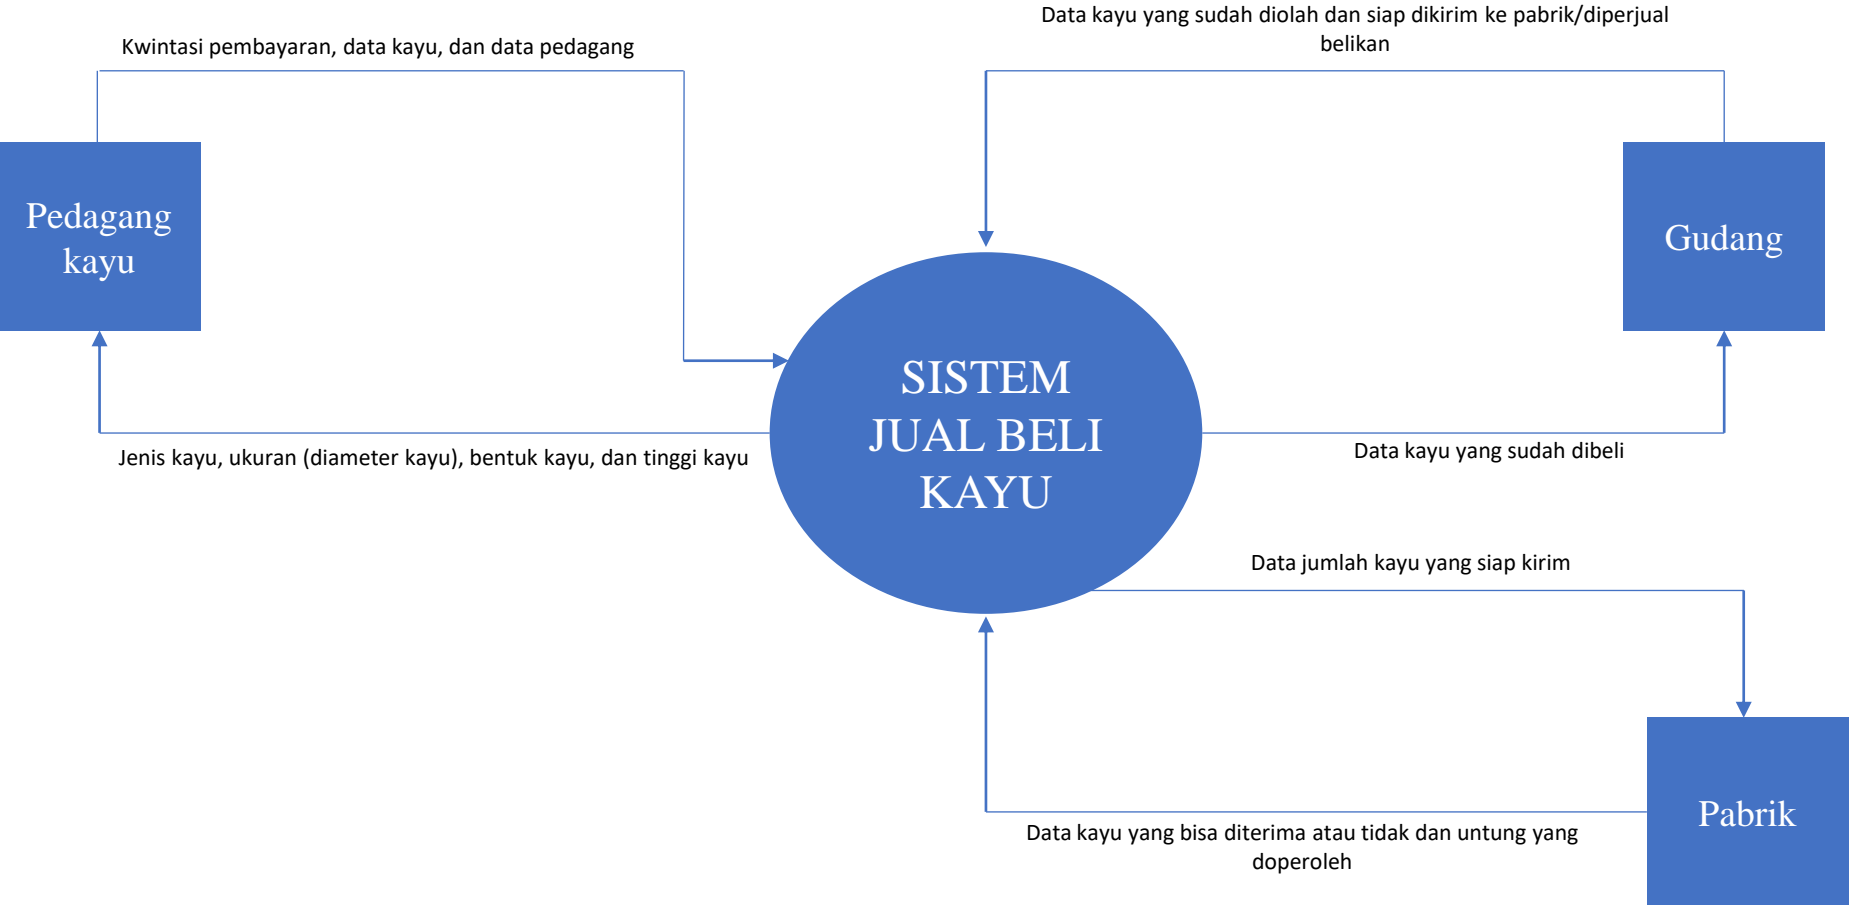 Data kayu yang sudah diolah dan siap dikirim ke pabrik/diperjual
belikan
Kwintasi pembayaran, data kayu, dan data pedagang
Pedagang
kayu
Gudang
SISTEM
JUAL BELI
KAYU
Jenis kayu, ukuran (diameter kayu), bentuk kayu, dan tinggi kayu
Data kayu yang sudah dibeli
Data jumlah kayu yang siap kirim
Pabrik
Data kayu yang bisa diterima atau tidak dan untung yang
doperoleh